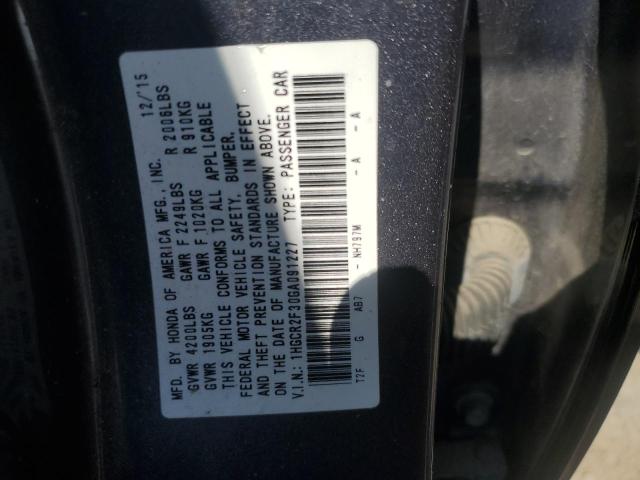 MFD. BY HONDA OF AMERICA MFG., INC. 12/15
GVWR 4200LBS GAWR F 2249LBS R 2006LBS
GVWR 1905KG GAWR F 1020KG R 910KG
THIS VEHICLE CONFORMS TO ALL APPLICABLE
FEDERAL MOTOR VEHICLE SAFETY, BUMPER,
AND THEFT PREVENTION STANDARDS IN EFFECT
ON THE DATE OF MANUFACTURE SHOWN ABOVE.
V.I.N.: 1HGCR2F30GA091227 TYPE: PASSENGER CAR
T2F G AB7 NH797M -A -A -A